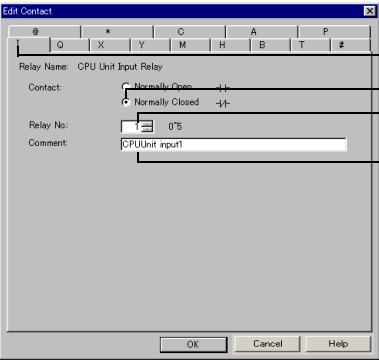 Edit Contact
@ * C A P
Q X Y M H B T #
Relay Name: CPU Unit Input Relay
Contact: Normally Open
Normally Closed
Relay No.: 1 0~5
Comment: CPUUnit input1
OK Cancel Help